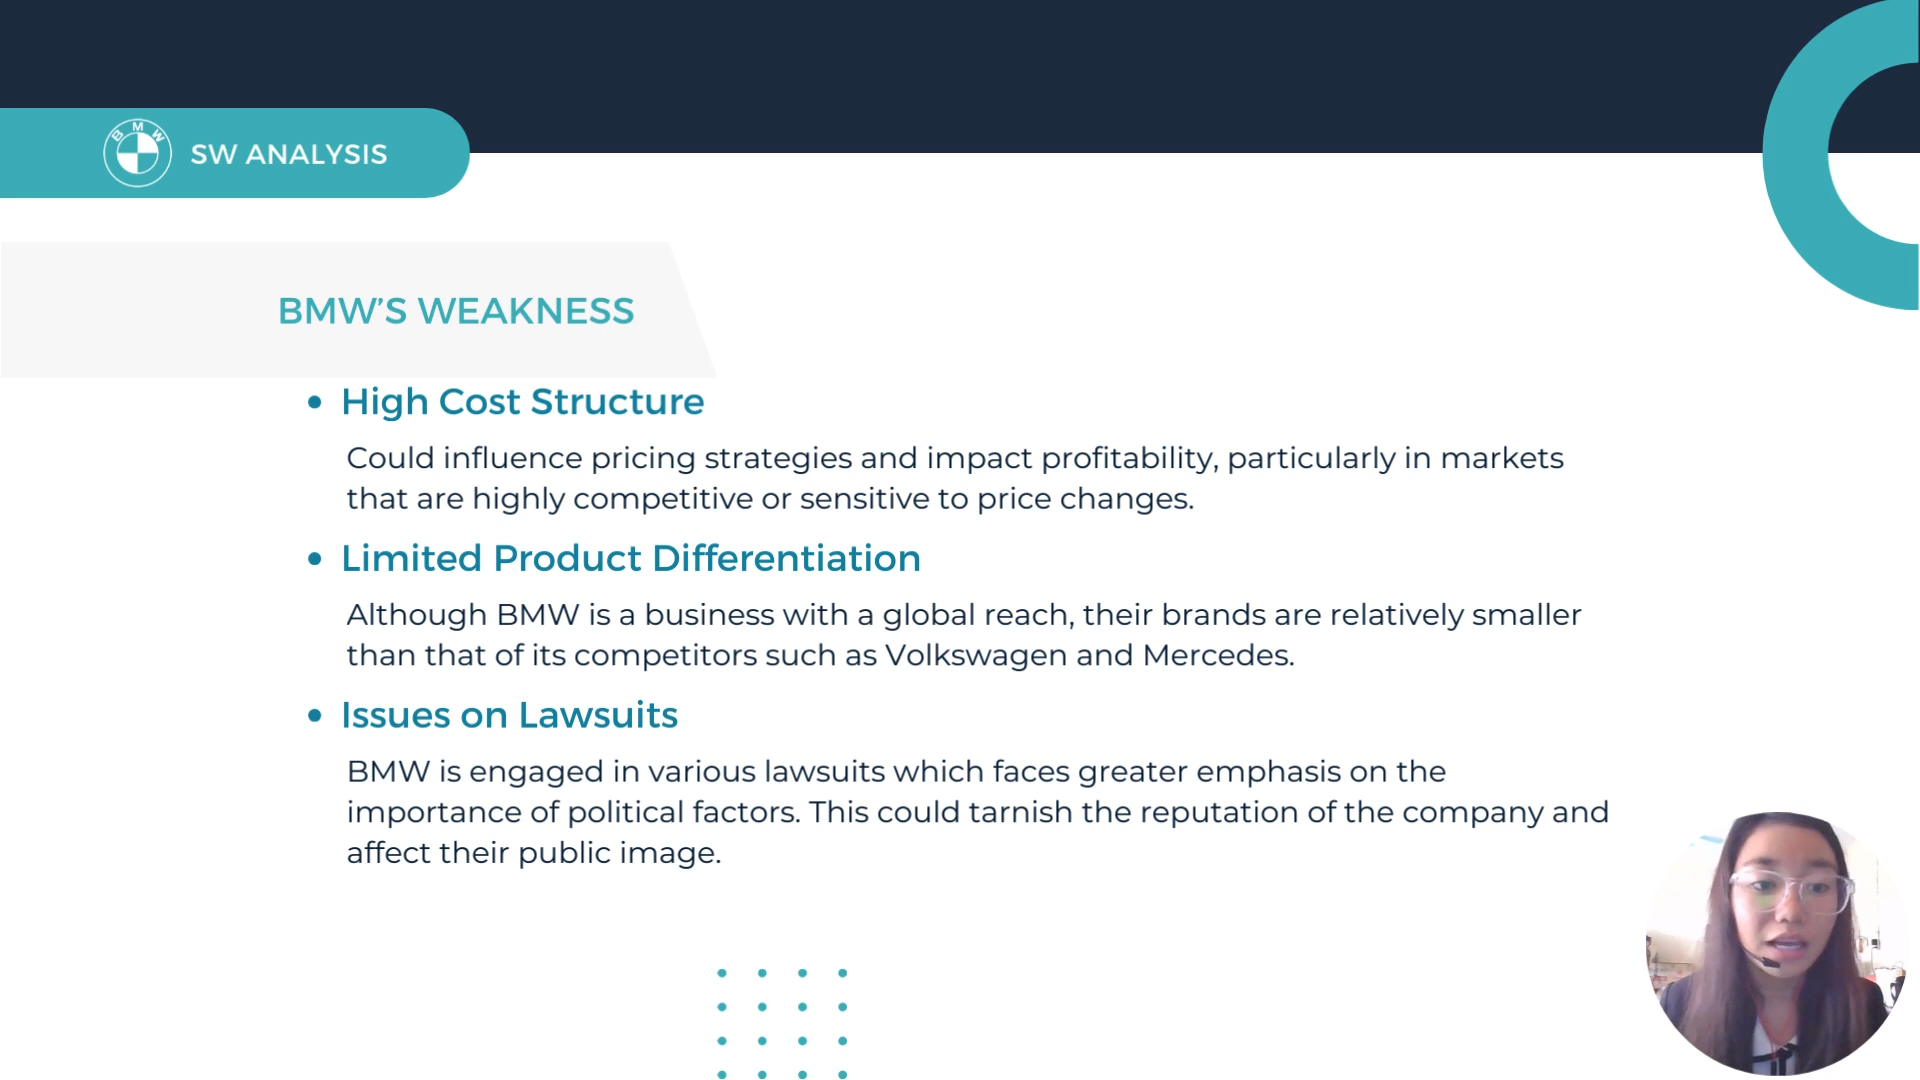 BMW
SW ANALYSIS
BMW’S WEAKNESS
• High Cost Structure
Could influence pricing strategies and impact profitability, particularly in markets
that are highly competitive or sensitive to price changes.
• Limited Product Differentiation
Although BMW is a business with a global reach, their brands are relatively smaller
than that of its competitors such as Volkswagen and Mercedes.
• Issues on Lawsuits
BMW is engaged in various lawsuits which faces greater emphasis on the
importance of political factors. This could tarnish the reputation of the company and
affect their public image.